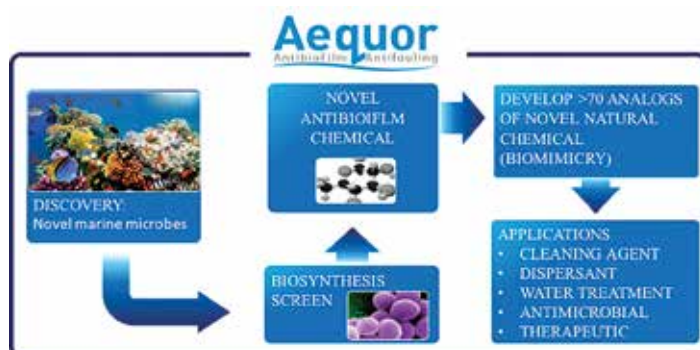 Aequor
Antibiofilm Antifouling
DISCOVERY:
Novel marine microbes
BIOSYNTHESIS
SCREEN
NOVEL
ANTIBIOIFLM
CHEMICAL
DEVELOP >70 ANALOGS
OF NOVEL NATURAL
CHEMICAL
(BIOMIMICRY)
APPLICATIONS
• CLEANING AGENT
• DISPERSANT
• WATER TREATMENT
• ANTIMICROBIAL
• THERAPEUTIC